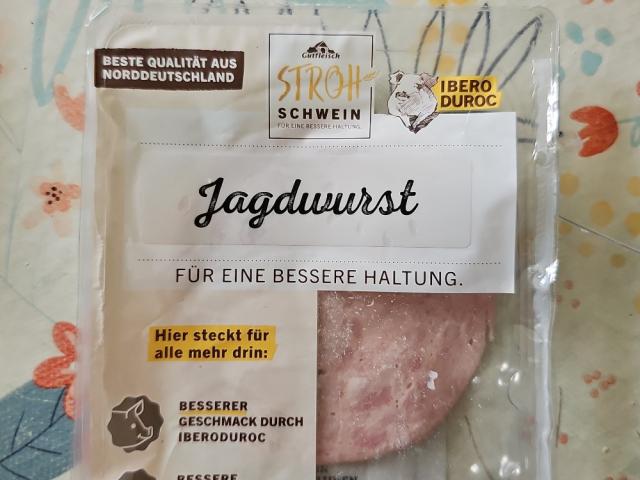 BESTE QUALITÄT AUS
NORDDEUTSCHLAND
Gutfleisch
STROH
SCHWEIN
FÜR EINE BESSERE HALTUNG.
IBERO
DUROC
Jagdwurst
FÜR EINE BESSERE HALTUNG.
Hier steckt für
alle mehr drin:
BESSERER
GESCHMACK DURCH
IBERODUROC
BESSERE